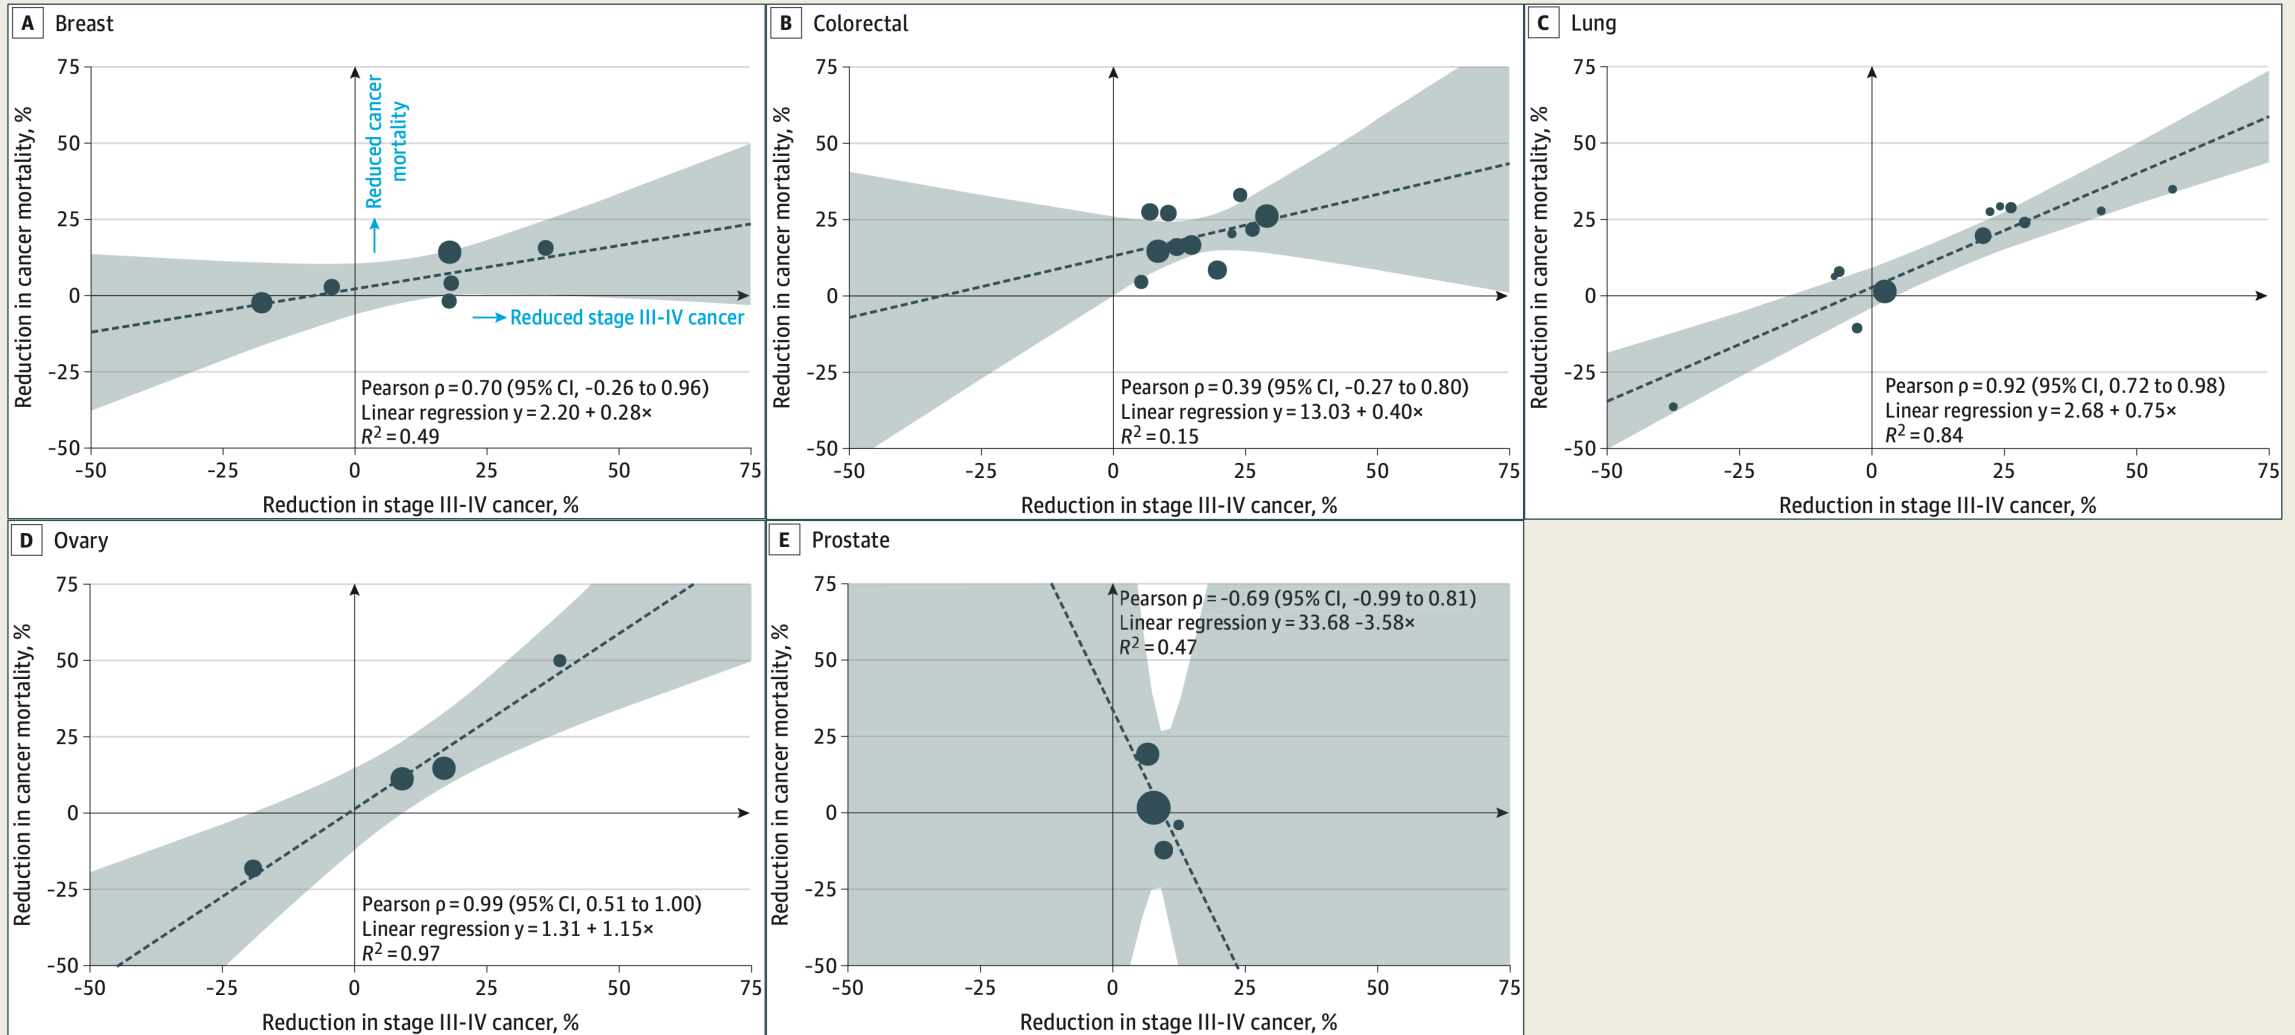 A Breast
75
50
25
0
-25
-50
-50
-25
0
25
50
75
Reduction in cancer mortality, %
Reduced cancer
mortality
Reduced stage III-IV cancer
Pearson ρ = 0.70 (95% CI, -0.26 to 0.96)
Linear regression y = 2.20 + 0.28×
R² = 0.49
Reduction in stage III-IV cancer, %
B Colorectal
75
50
25
0
-25
-50
-50
-25
0
25
50
75
Reduction in cancer mortality, %
Pearson ρ = 0.39 (95% CI, -0.27 to 0.80)
Linear regression y = 13.03 + 0.40×
R² = 0.15
Reduction in stage III-IV cancer, %
C Lung
75
50
25
0
-25
-50
-50
-25
0
25
50
75
Reduction in cancer mortality, %
Pearson ρ = 0.92 (95% CI, 0.72 to 0.98)
Linear regression y = 2.68 + 0.75×
R² = 0.84
Reduction in stage III-IV cancer, %
D Ovary
75
50
25
0
-25
-50
-50
-25
0
25
50
75
Reduction in cancer mortality, %
Pearson ρ = 0.99 (95% CI, 0.51 to 1.00)
Linear regression y = 1.31 + 1.15×
R² = 0.97
Reduction in stage III-IV cancer, %
E Prostate
75
50
25
0
-25
-50
-50
-25
0
25
50
75
Reduction in cancer mortality, %
Pearson ρ = -0.69 (95% CI, -0.99 to 0.81)
Linear regression y = 33.68 -3.58×
R² = 0.47
Reduction in stage III-IV cancer, %